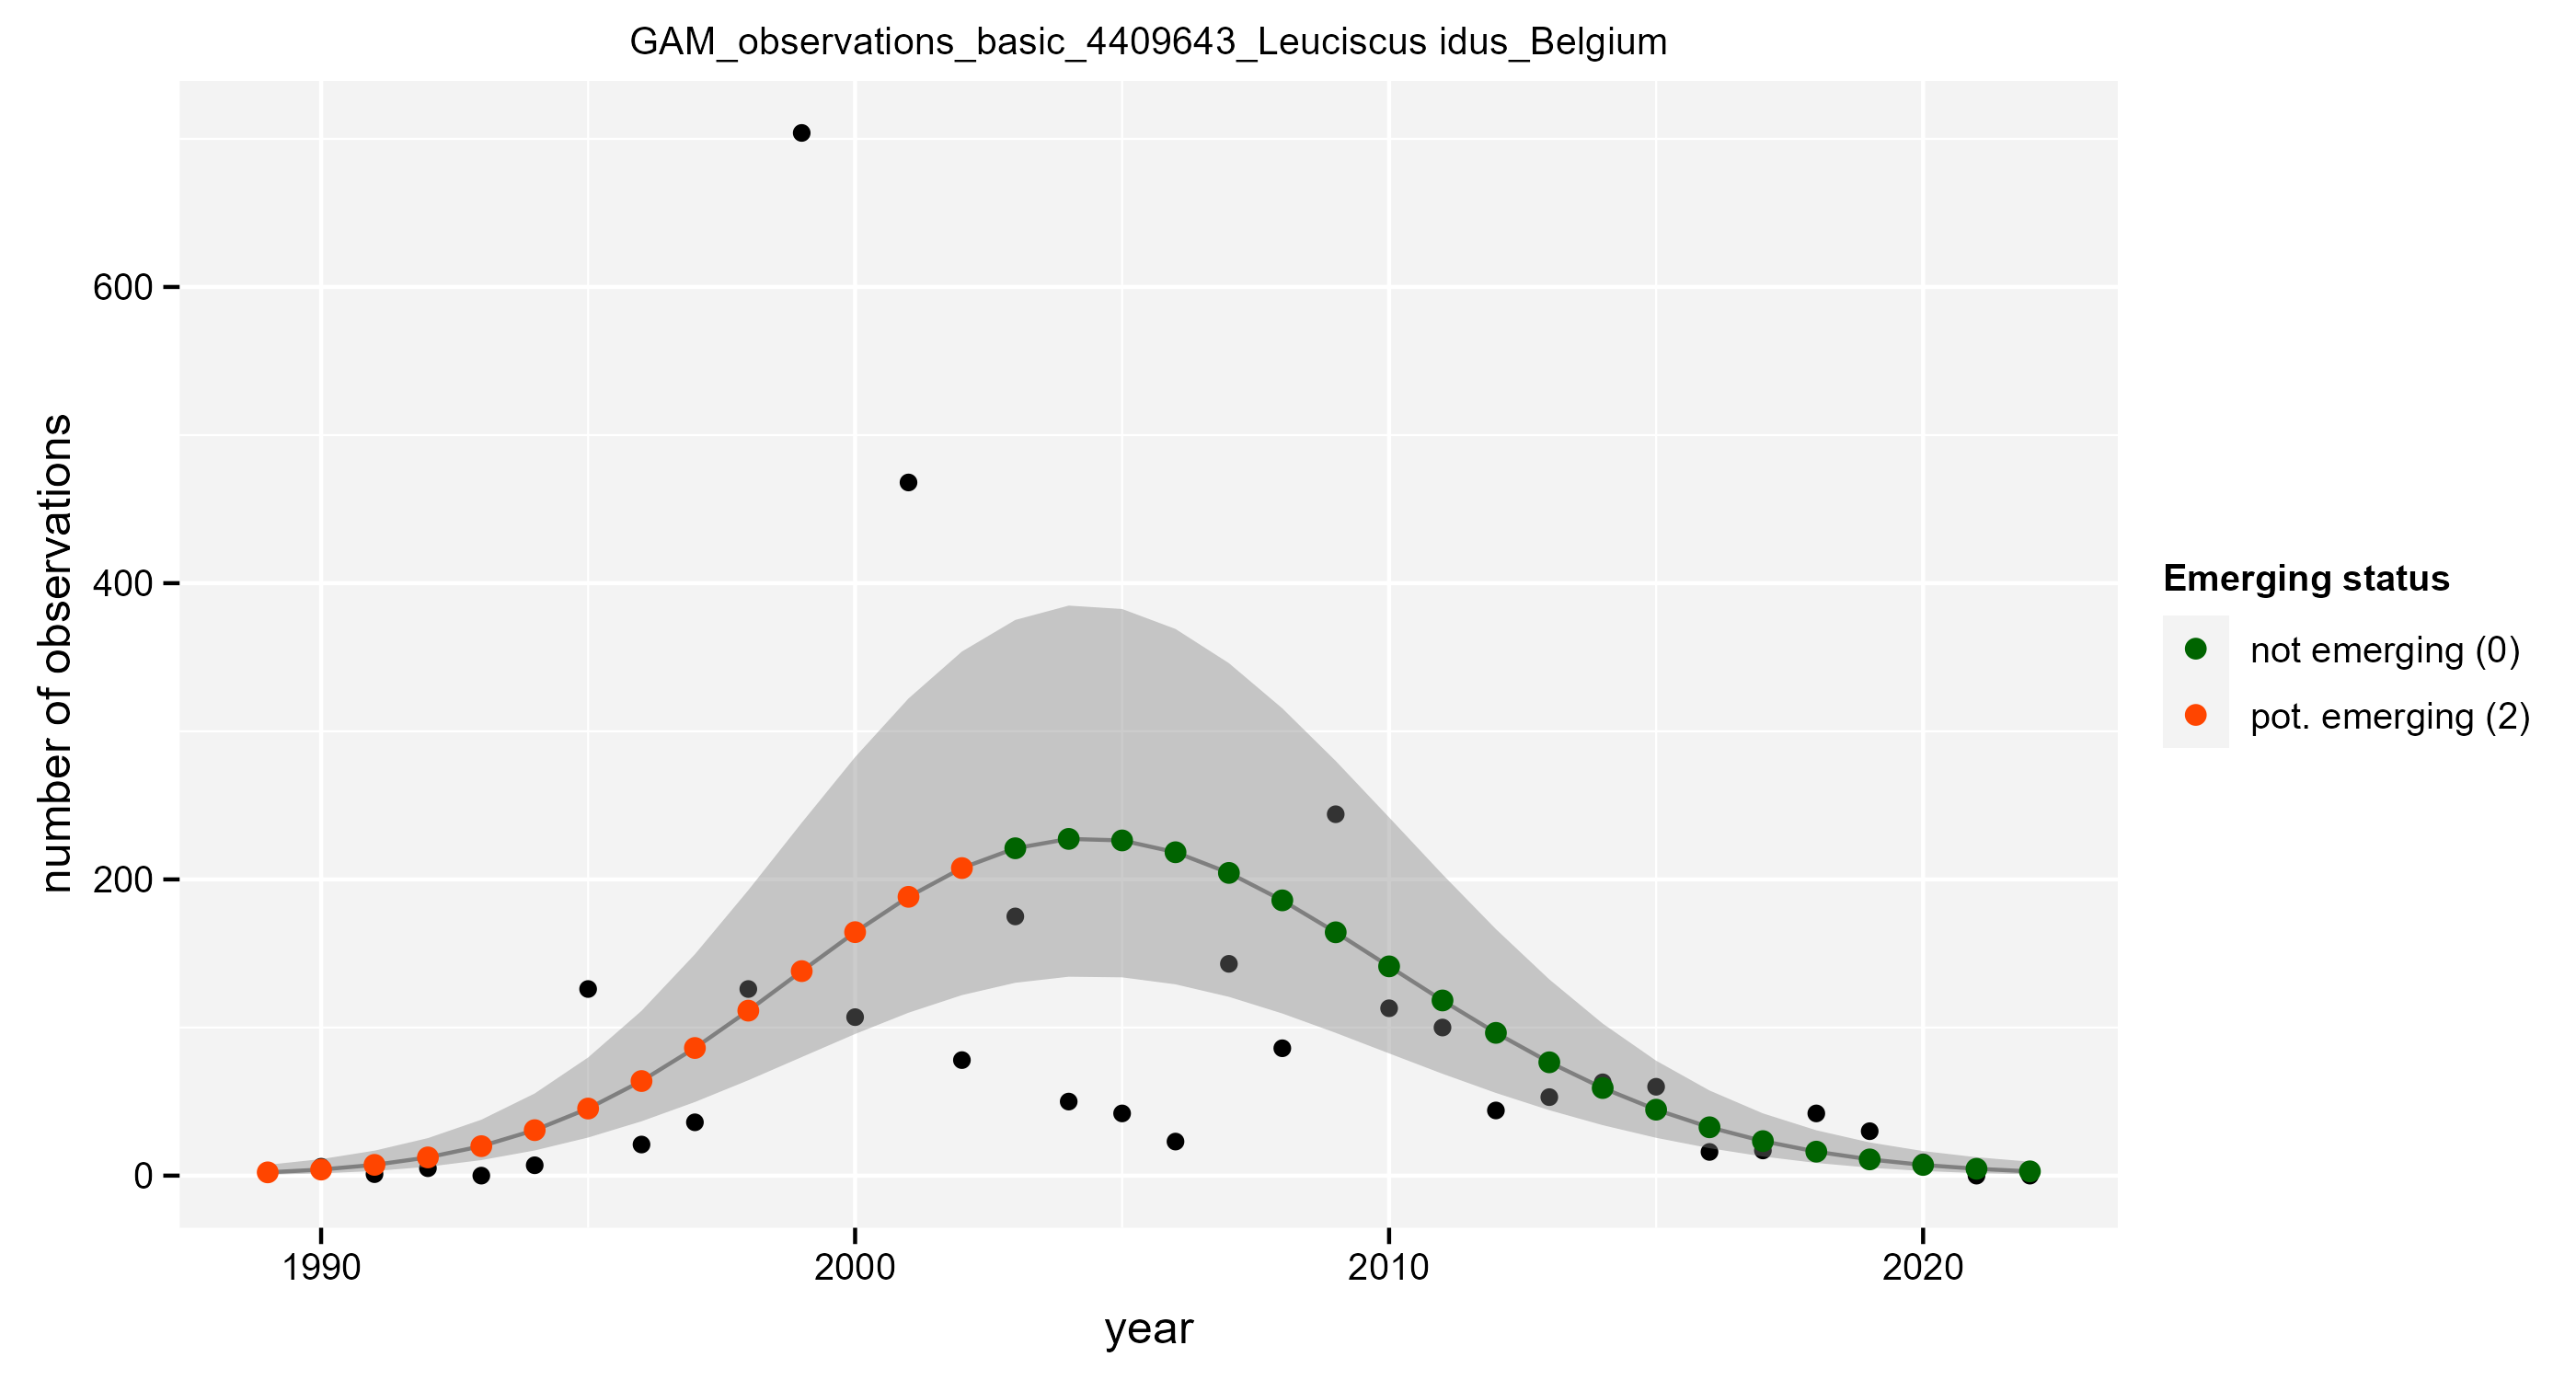 GAM_observations_basic_4409643_Leuciscus idus_Belgium
number of observations
600
400
200
0
1990
2000
2010
2020
year
Emerging status
not emerging (0)
pot. emerging (2)